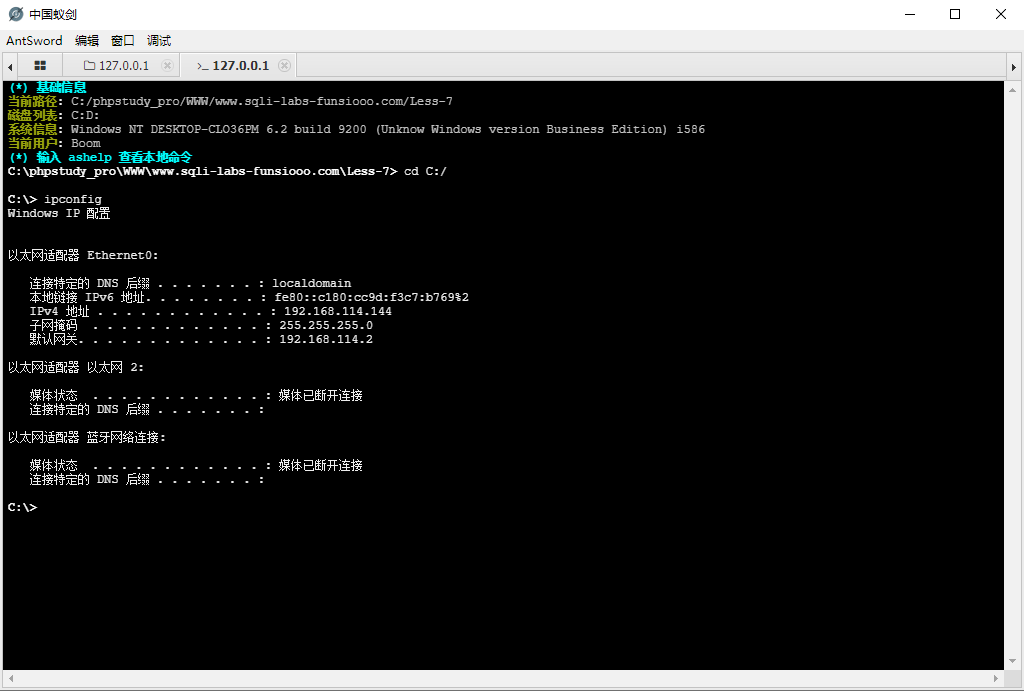 中国蚁剑
AntSword 编辑 窗口 调试
127.0.0.1 >_ 127.0.0.1
(*) 基础信息
当前路径: C:/phpstudy_pro/WWW/www.sqli-labs-funsiooo.com/Less-7
磁盘列表: C:D:
系统信息: Windows NT DESKTOP-CLO36PM 6.2 build 9200 (Unknow Windows version Business Edition) i586
当前用户: Boom
(*) 输入 ashelp 查看本地命令
C:\phpstudy_pro\WWW\www.sqli-labs-funsiooo.com\Less-7> cd C:/
C:\> ipconfig
Windows IP 配置
以太网适配器 Ethernet0:
连接特定的 DNS 后缀 . . . . . . . : localdomain
本地链接 IPv6 地址. . . . . . . . : fe80::c180:cc9d:f3c7:b769%2
IPv4 地址 . . . . . . . . . . . . : 192.168.114.144
子网掩码  . . . . . . . . . . . . : 255.255.255.0
默认网关. . . . . . . . . . . . . : 192.168.114.2
以太网适配器 以太网 2:
媒体状态  . . . . . . . . . . . . : 媒体已断开连接
连接特定的 DNS 后缀 . . . . . . . :
以太网适配器 蓝牙网络连接:
媒体状态  . . . . . . . . . . . . : 媒体已断开连接
连接特定的 DNS 后缀 . . . . . . . :
C:\>